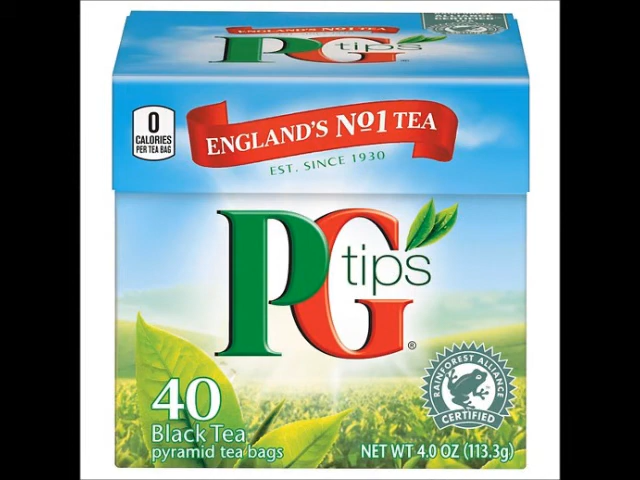 ENGLAND'S No1 TEA
PG tips
0
CALORIES
PER TEA BAG
ENGLAND'S No1 TEA
EST. SINCE 1930
PG tips
®
40
Black Tea
pyramid tea bags
RAINFOREST ALLIANCE
CERTIFIED
NET WT 4.0 OZ (113.3g)